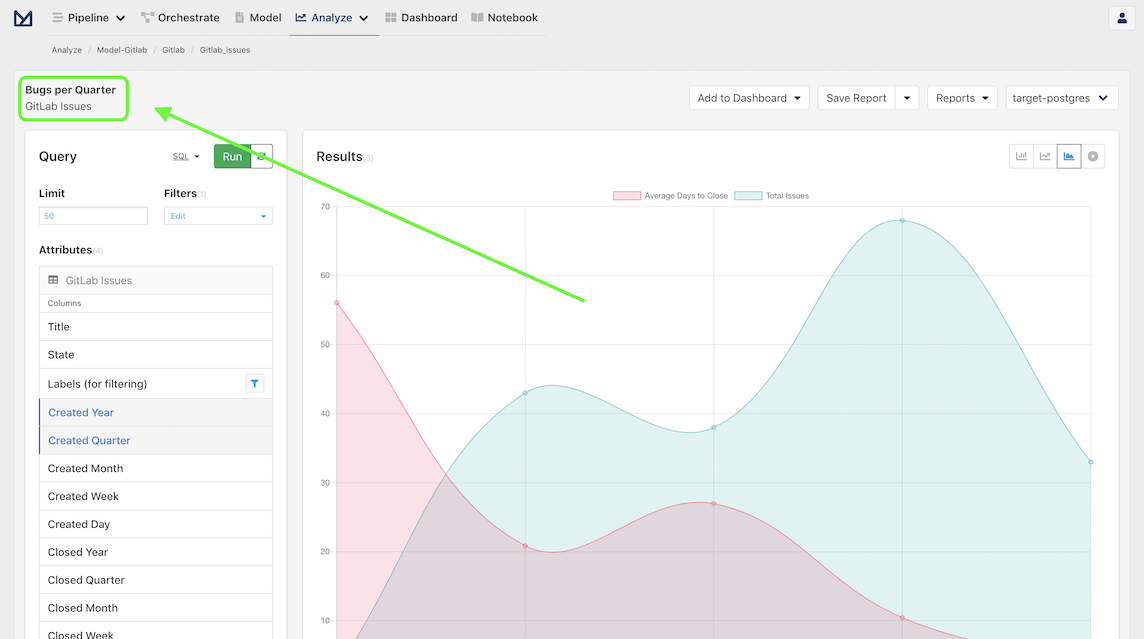 Pipeline Orchestrate Model Analyze Dashboard Notebook
Analyze / Model-Gitlab / Gitlab / Gitlab_issues
Bugs per Quarter
GitLab Issues
Add to Dashboard Save Report Reports target-postgres
Query SQL Run
Limit Filters(1)
50 Edit
Attributes(4)
GitLab Issues
Columns
Title
State
Labels (for filtering)
Created Year
Created Quarter
Created Month
Created Week
Created Day
Closed Year
Closed Quarter
Closed Month
Closed Week
Results(5)
Average Days to Close Total Issues
70
60
50
40
30
20
10